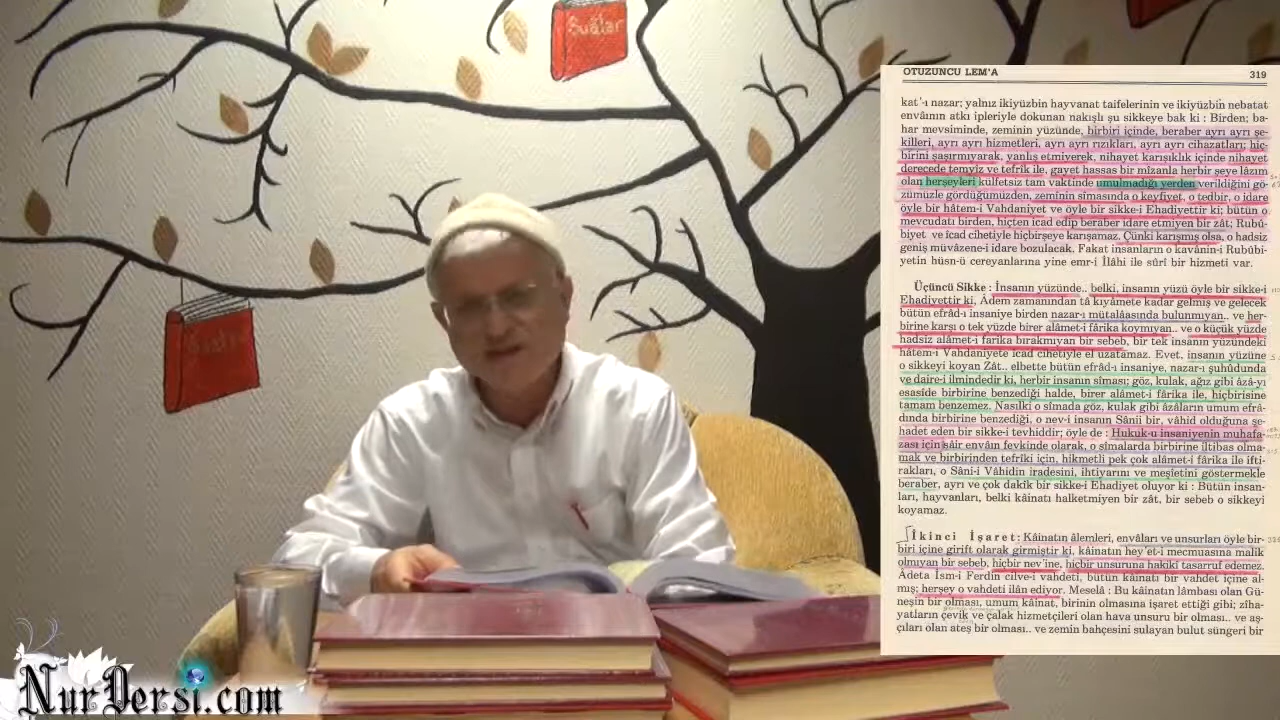 Sualar
OTUZUNCU LEM'A 319
kat'-ı nazar; yalnız ikiyüzbin hayvanat taifelerinin ve ikiyüzbin nebatat
envâının atkı ipleriyle dokunan nakışlı şu sikkeye bak ki : Birden; ba-
har mevsiminde, zeminin yüzünde, birbiri içinde, beraber ayrı ayrı şe-
killeri, ayrı ayrı hizmetleri, ayrı ayrı rızıkları, ayrı ayrı cihazatları; hiç-
birini şaşırmıyarak, yanlış etmiyerek, nihayet karışıklık içinde nihayet
derecede temyiz ve tefrik ile, gayet hassas bir mîzanla herbir şeye lâzım
olan herşeyleri külfetsiz tam vaktinde umulmadığı yerden verildiğini gö-
zümüzle gördüğümüzden, zeminin sîmasında o keyfiyet, o tedbir, o idare
öyle bir hâtem-i Vahdaniyet ve öyle bir sikke-i Ehadiyettir ki; bütün o
mevcudatı birden, hiçten icad edip beraber idare etmiyen bir zât; Rubû-
biyet ve icad cihetiyle hiçbirşeye karışamaz. Çünki karışmış olsa, o hadsiz
geniş müvâzene-i idare bozulacak. Fakat insanların o kavânin-i Rubûbi-
yetin hüsn-ü cereyanlarına yine emr-i İlâhi ile sûrî bir hizmeti var.
Üçüncü Sikke : İnsanın yüzünde.. belki, insanın yüzü öyle bir sikke-i
Ehadiyettir ki, Âdem zamanından tâ kıyâmete kadar gelmiş ve gelecek
bütün efrâd-ı insaniye birden nazar-ı mütalâasında bulunmıyan.. ve her-
birine karşı o tek yüzde birer alâmet-i fârika koymıyan.. ve o küçük yüzde
hadsiz alâmet-i farika bırakmıyan bir sebeb, bir tek insanın yüzündeki
hâtem-i Vahdaniyete icad cihetiyle el uzatamaz. Evet, insanın yüzüne
o sikkeyi koyan Zât.. elbette bütün efrâd-ı insaniye, nazar-ı şuhûdunda
ve daire-i ilmindedir ki, herbir insanın sîması; göz, kulak, ağız gibi âzâ-yı
esaside birbirine benzediği halde, birer alâmet-i fârika ile, hiçbirisine
tamam benzemez. Nasılki o sîmada göz, kulak gibi âzâların umum efrâ-
dında birbirine benzediği, o nev-i insanın Sânii bir, vâhid olduğuna şe-
hadet eden bir sikke-i tevhiddir; öyle de : Hukuk-u insaniyenin muhafa-
zası için sâir envâın fevkinde olarak, o sîmalarda birbirine iltibas olma-
mak ve birbirinden tefriki için, hikmetli pek çok alâmet-i fârika ile ifti-
rakları, o Sâni-i Vâhidin iradesini, ihtiyarını ve meşietini göstermekle
beraber, ayrı ve çok dakik bir sikke-i Ehadiyet oluyor ki : Bütün insan-
ları, hayvanları, belki kâinatı halketmiyen bir zât, bir sebeb o sikkeyi
koyamaz.
İkinci İşaret: Kâinatın âlemleri, envâları ve unsurları öyle bir-
biri içine girift olarak girmiştir ki, kâinatın hey'et-i mecmuasına malik
olmıyan bir sebeb, hiçbir nev'ine, hiçbir unsuruna hakikî tasarruf edemez.
Âdeta İsm-i Ferdin cilve-i vahdeti, bütün kâinatı bir vahdet içine al-
mış; herşey o vahdeti ilân ediyor. Meselâ : Bu kâinatın lâmbası olan Gü-
neşin bir olması, umum kâinat, birinin olmasına işaret ettiği gibi; ziha-
yatların çevik ve çalak hizmetçileri olan hava unsuru bir olması.. ve aş-
çıları olan ateş bir olması.. ve zemin bahçesini sulayan bulut süngeri bir
NurDersi.com